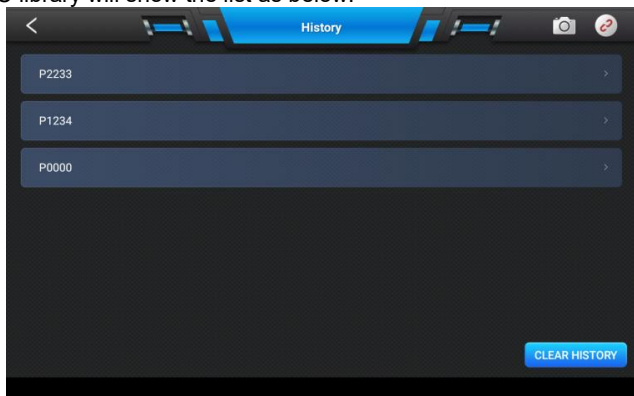 library will show the list as below:
History
P2233
P1234
P0000
CLEAR HISTORY